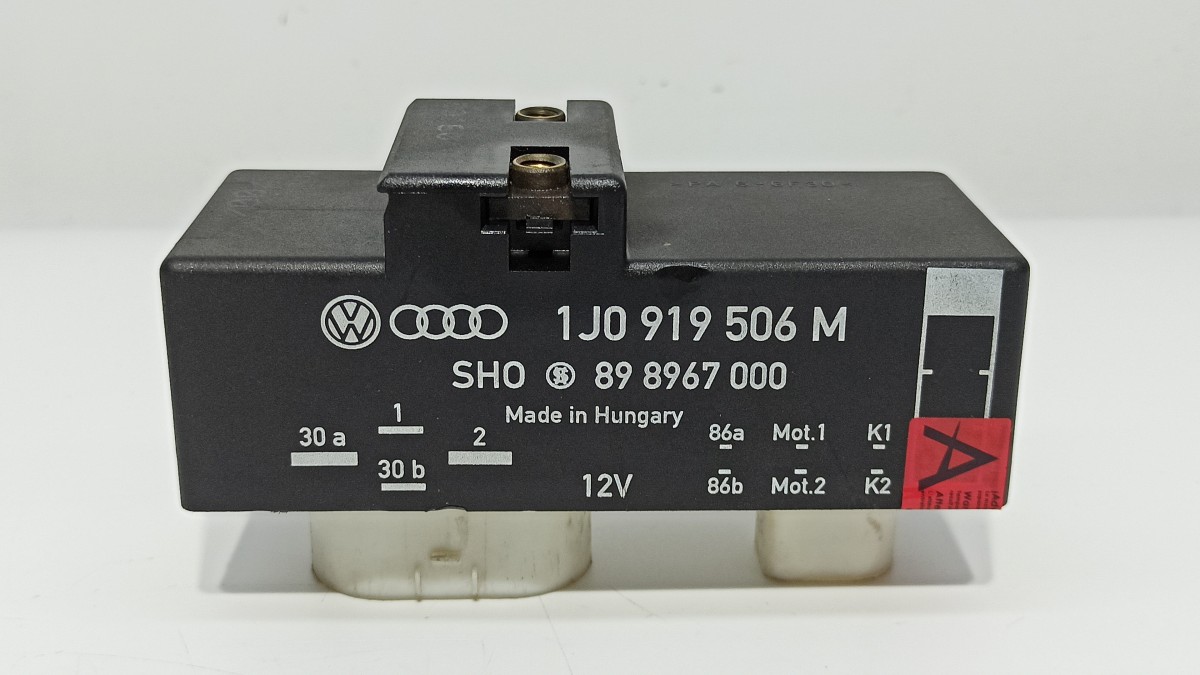 1J0 919 506 M
SHO 89 8967 000
Made in Hungary
1
30 a
2
30 b
12V
86a Mot.1 K1
86b Mot.2 K2
A